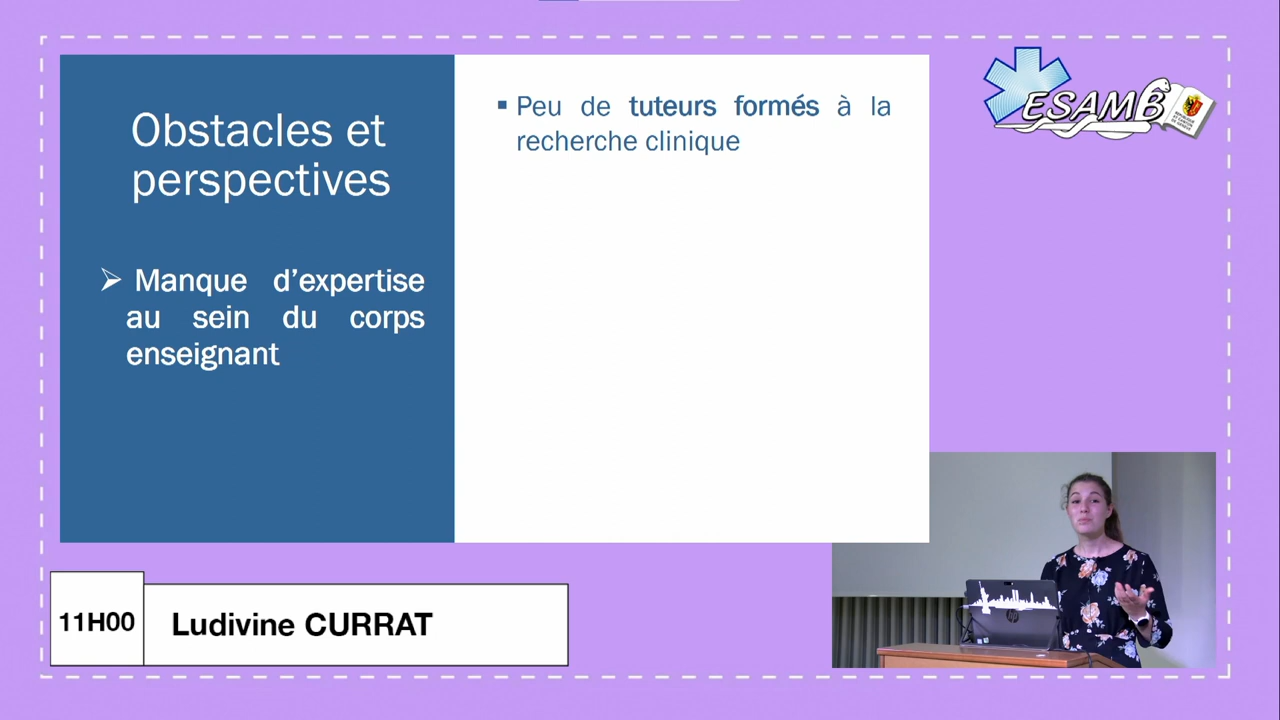 Obstacles et
perspectives
➢ Manque d'expertise
au sein du corps
enseignant
▪ Peu de tuteurs formés à la
recherche clinique
ESAMB
11H00
Ludivine CURRAT
hp